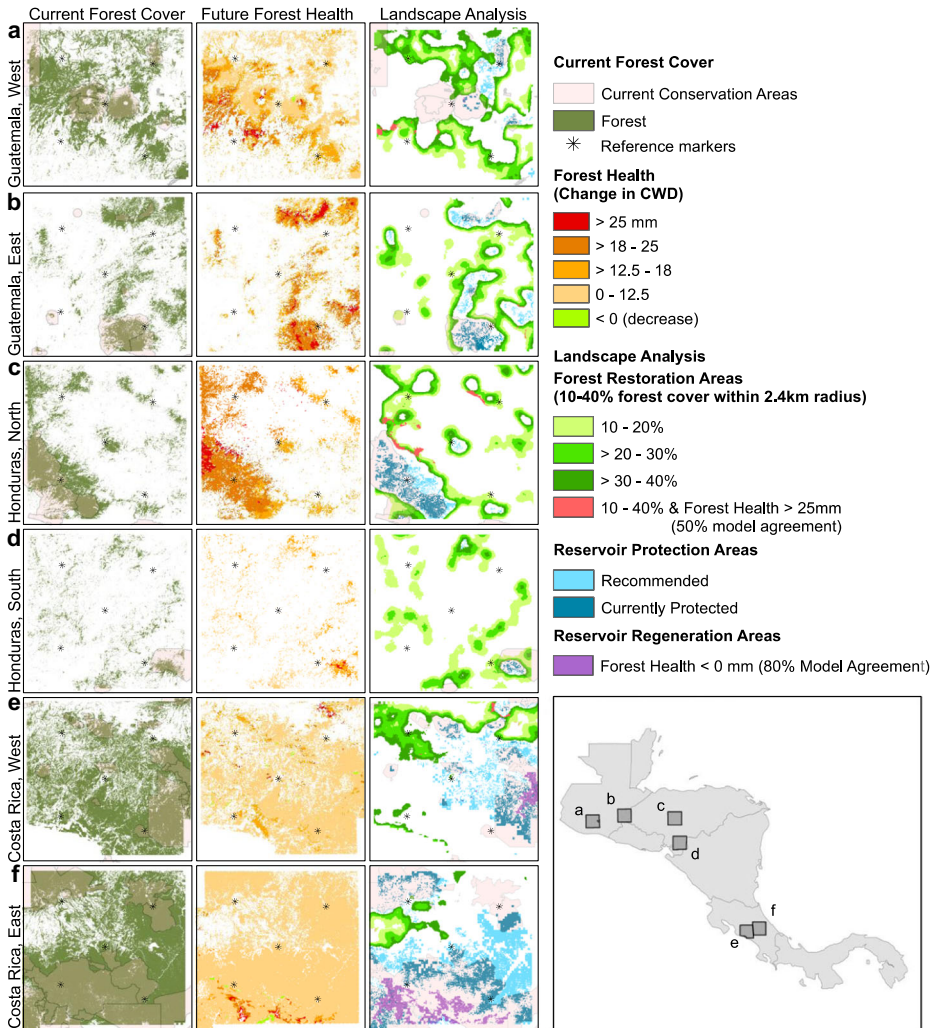 Current Forest Cover
Future Forest Health
Landscape Analysis
a
Guatemala, West
b
Guatemala, East
c
Honduras, North
d
Honduras, South
e
Costa Rica, West
f
Costa Rica, East
Current Forest Cover
Current Conservation Areas
Forest
Reference markers
Forest Health
(Change in CWD)
> 25 mm
> 18 - 25
> 12.5 - 18
0 - 12.5
< 0 (decrease)
Landscape Analysis
Forest Restoration Areas
(10-40% forest cover within 2.4km radius)
10 - 20%
> 20 - 30%
> 30 - 40%
10 - 40% & Forest Health > 25mm
(50% model agreement)
Reservoir Protection Areas
Recommended
Currently Protected
Reservoir Regeneration Areas
Forest Health < 0 mm (80% Model Agreement)
a
b
c
d
e
f